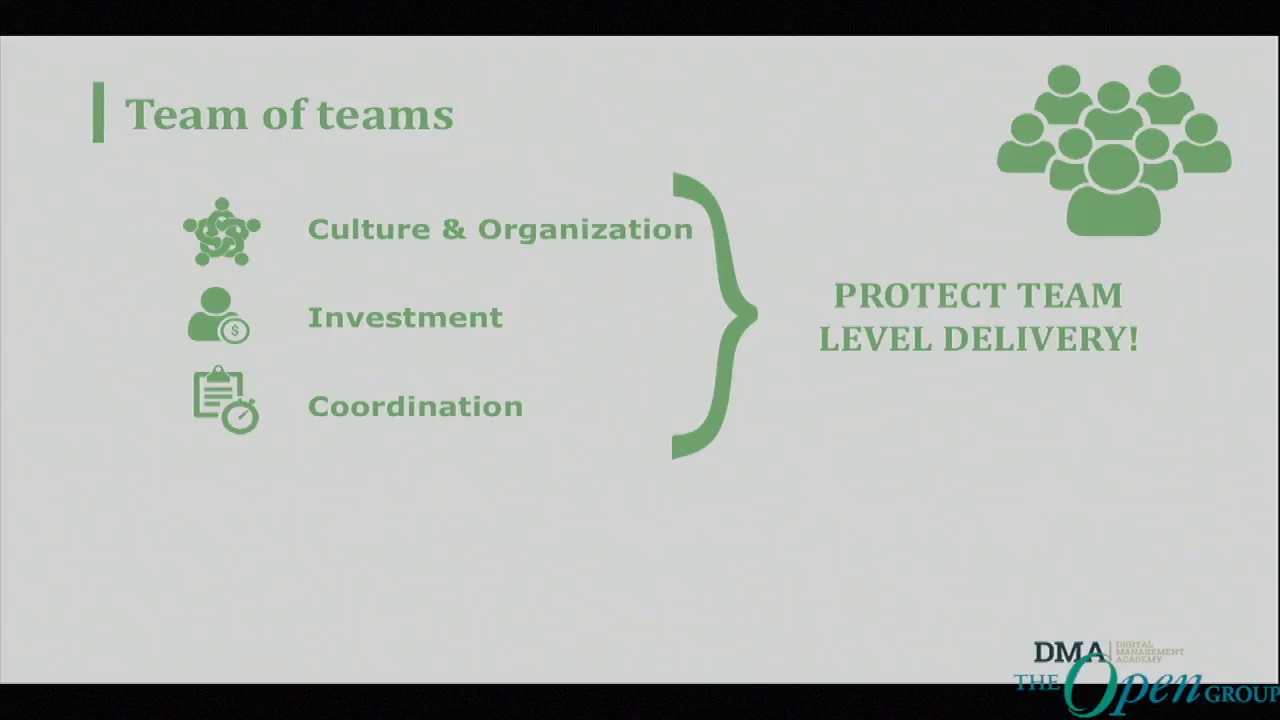 Team of teams
Culture & Organization
Investment
$
Coordination
PROTECT TEAM
LEVEL DELIVERY!
DMA
DIGITAL
MANAGEMENT
ACADEMY
THE Open GROUP